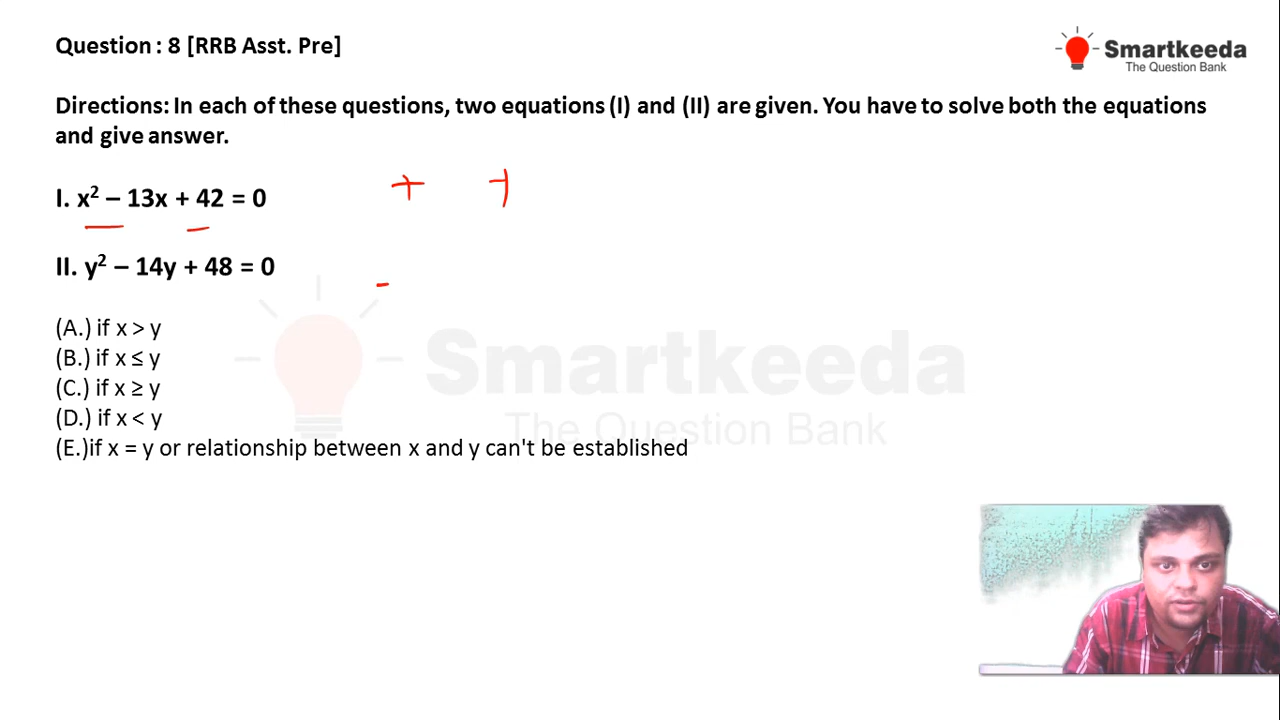 Question : 8 [RRB Asst. Pre]
Smartkeeda
The Question Bank
Directions: In each of these questions, two equations (I) and (II) are given. You have to solve both the equations
and give answer.
I. x² – 13x + 42 = 0
+ +
II. y² – 14y + 48 = 0
-
(A.) if x > y
(B.) if x ≤ y
(C.) if x ≥ y
(D.) if x < y
(E.)if x = y or relationship between x and y can't be established
Smartkeeda
The Question Bank